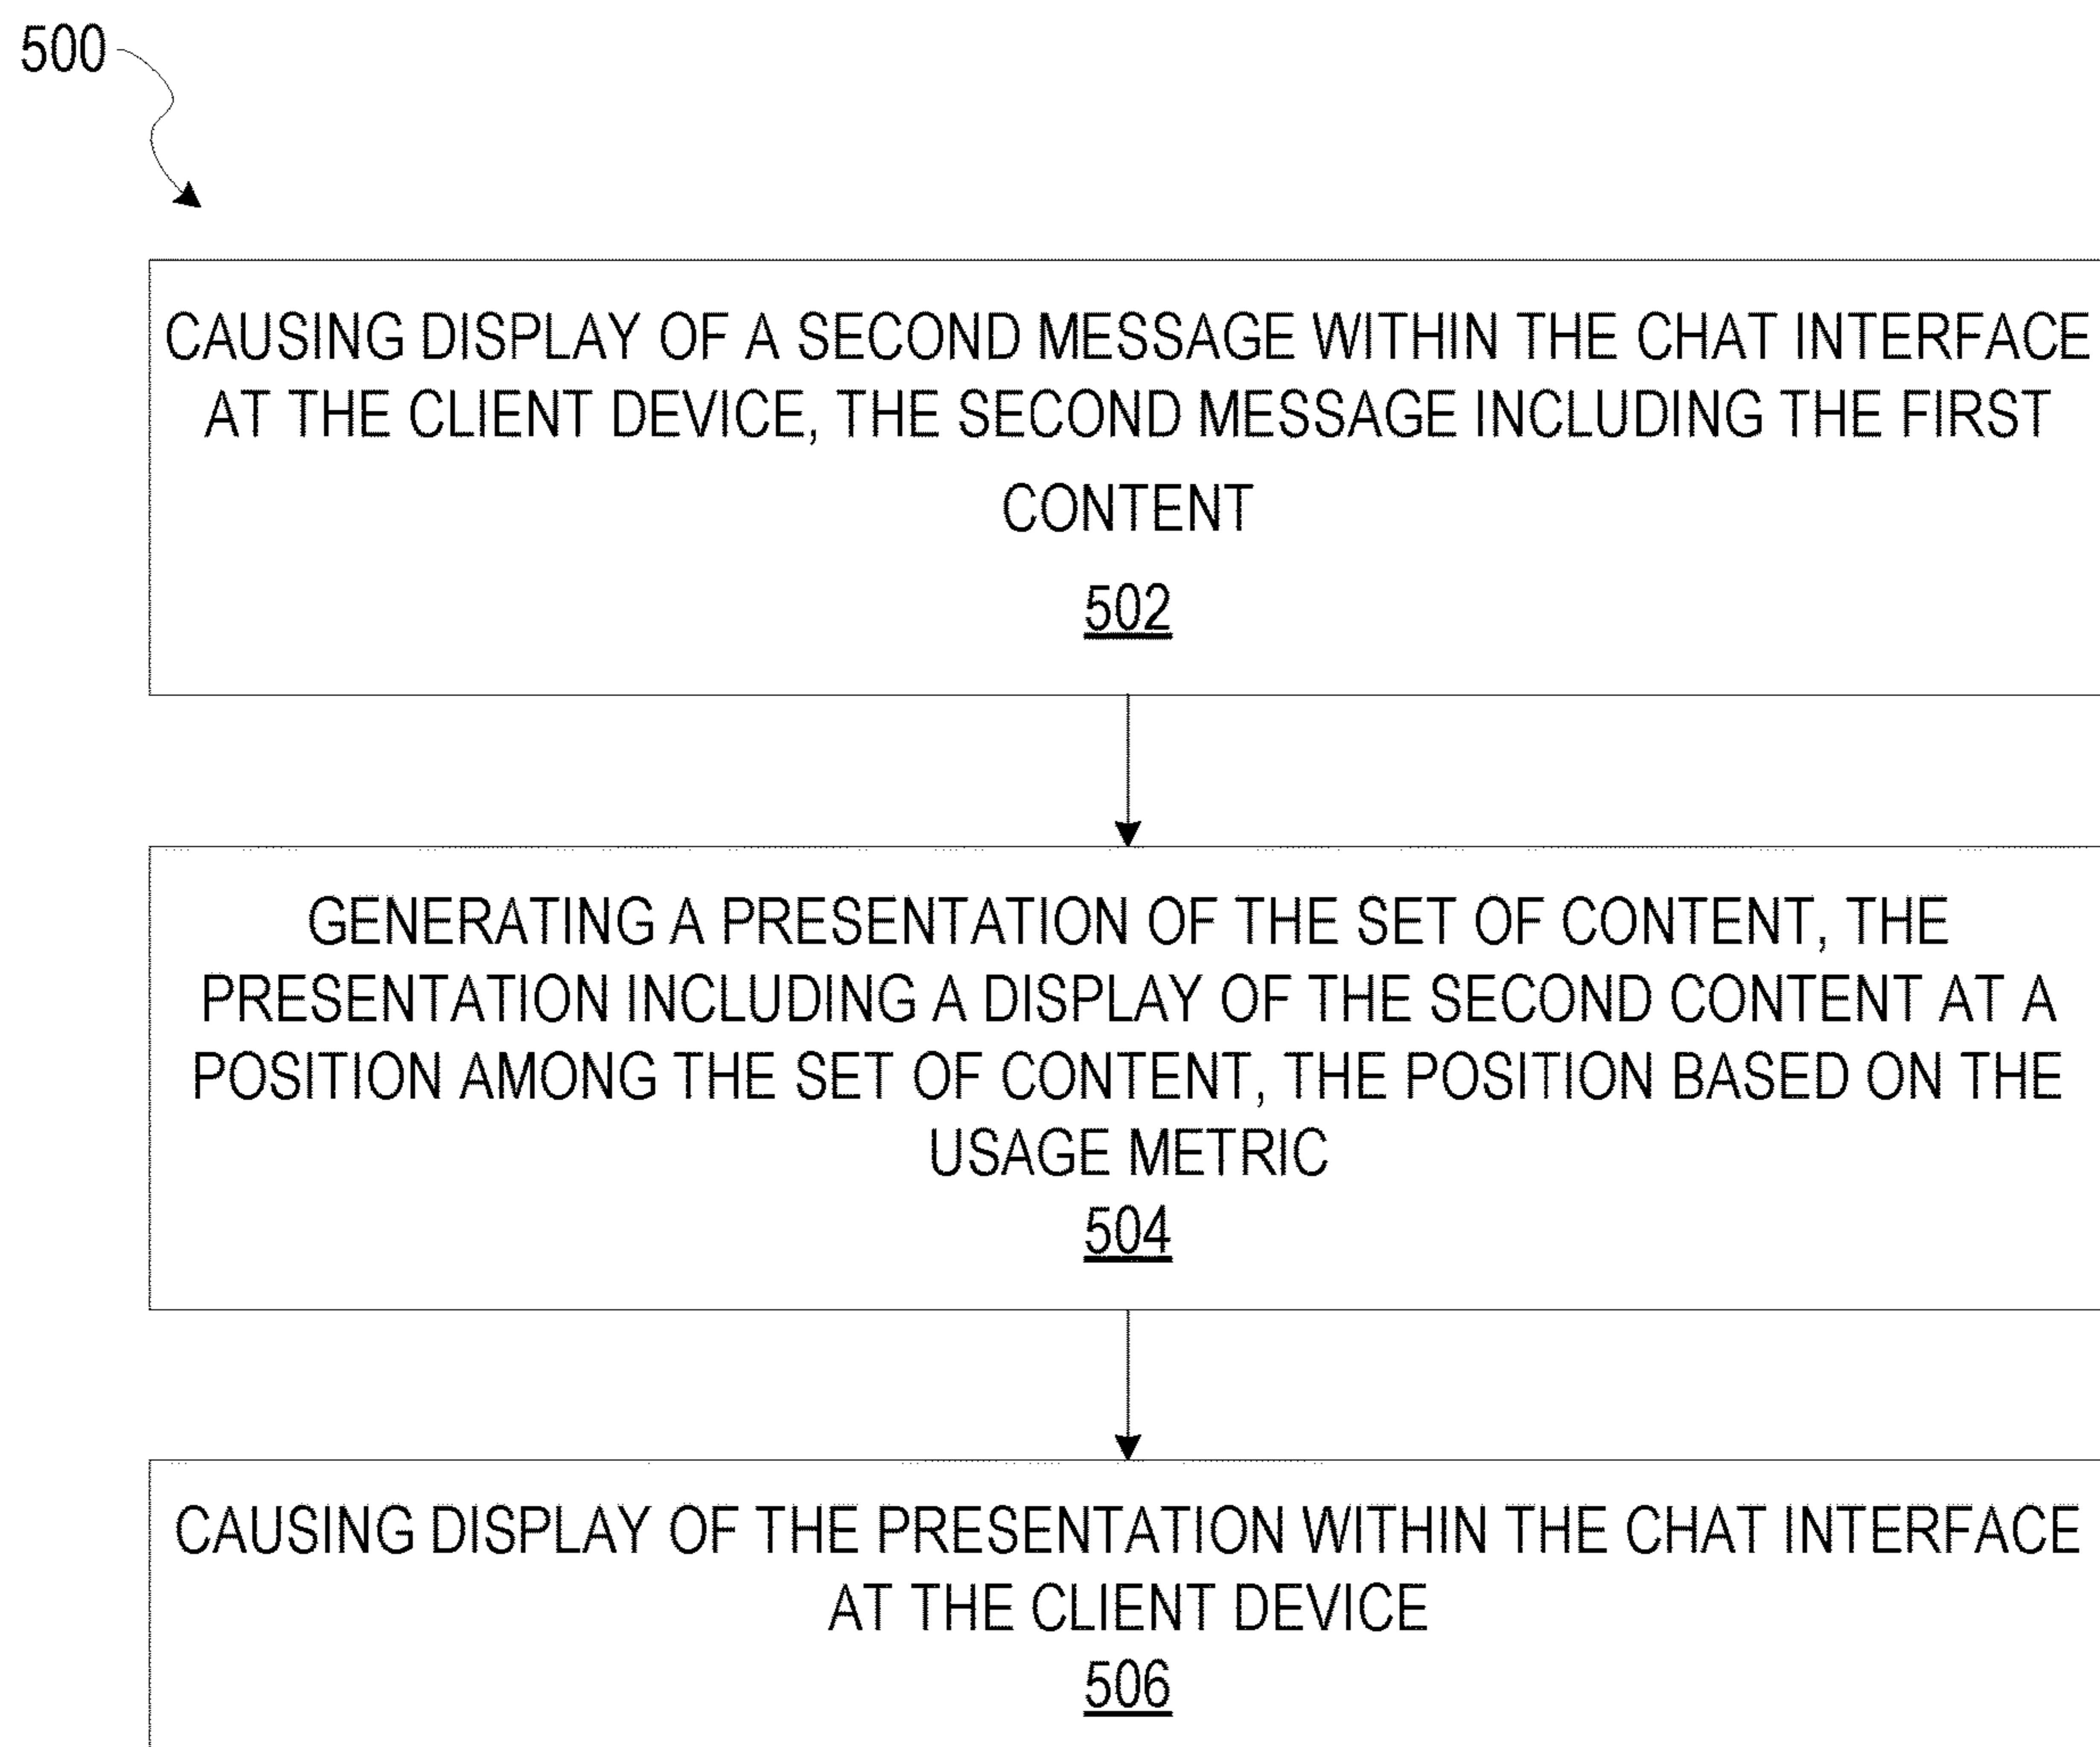 500
CAUSING DISPLAY OF A SECOND MESSAGE WITHIN THE CHAT INTERFACE
AT THE CLIENT DEVICE, THE SECOND MESSAGE INCLUDING THE FIRST
CONTENT
502
GENERATING A PRESENTATION OF THE SET OF CONTENT, THE
PRESENTATION INCLUDING A DISPLAY OF THE SECOND CONTENT AT A
POSITION AMONG THE SET OF CONTENT, THE POSITION BASED ON THE
USAGE METRIC
504
CAUSING DISPLAY OF THE PRESENTATION WITHIN THE CHAT INTERFACE
AT THE CLIENT DEVICE
506